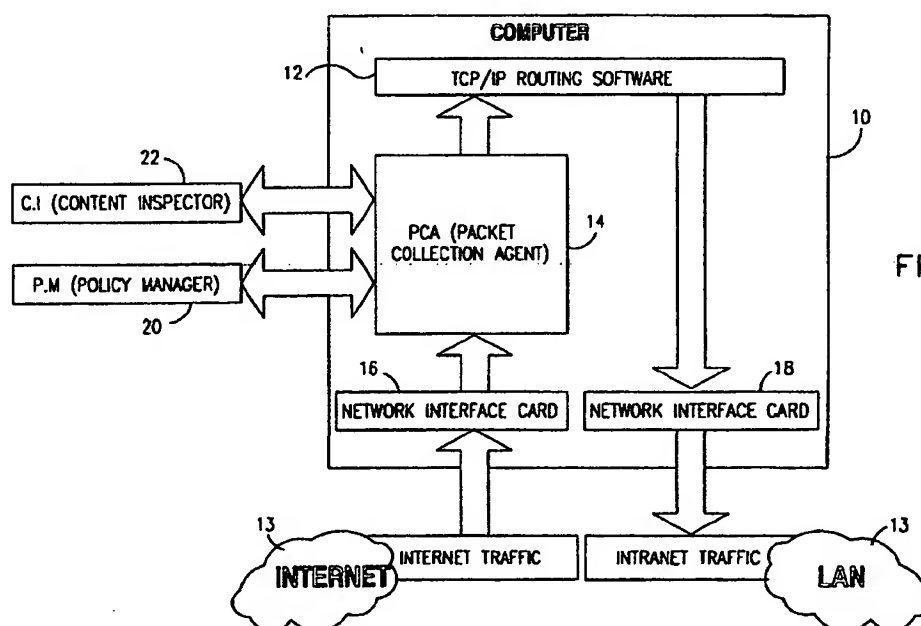 COMPUTER
12
TCP/IP ROUTING SOFTWARE
10
22
C.I (CONTENT INSPECTOR)
PCA (PACKET
COLLECTION AGENT)
14
FI
P.M (POLICY MANAGER)
20
16
18
NETWORK INTERFACE CARD
NETWORK INTERFACE CARD
13
13
INTERNET
INTERNET TRAFFIC
INTRANET TRAFFIC
LAN